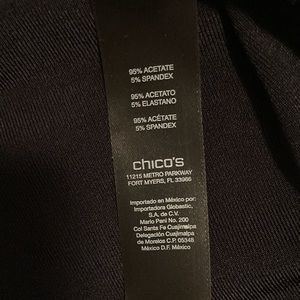 95% ACETATE
5% SPANDEX
95% ACETATO
5% ELASTANO
95% ACÉTATE
5% SPANDEX
chico's
11215 METRO PARKWAY
FORT MYERS, FL 33966
Importado en México por:
Importadora Globastic,
S.A. de C.V.
Mario Pani No. 200
Col Santa Fe Cuajimalpa
Delegación Cuajimalpa
de Morelos C.P. 05348
México D.F. México